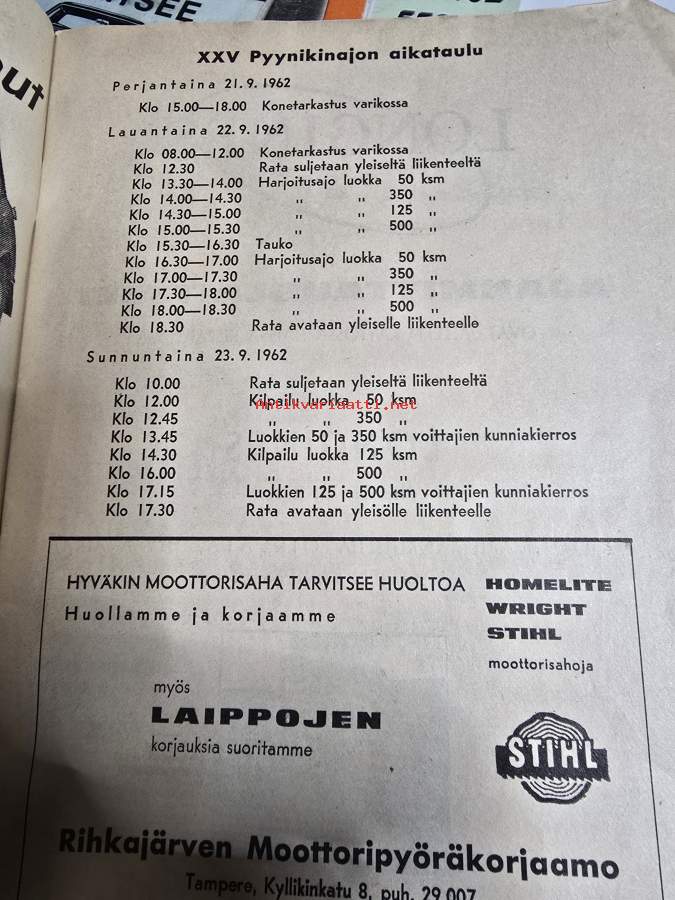 TSEE
ut
XXV Pyynikinajon aikataulu
Perjantaina 21.9.1962
Klo 15.00—18.00 Konetarkastus varikossa
Lauantaina 22.9.1962
Klo 08.00—12.00 Konetarkastus varikossa
Klo 12.30 Rata suljetaan yleiseltä liikenteeltä
Klo 13.30—14.00 Harjoitusajo luokka 50 ksm
Klo 14.00—14.30 „ „ 350 „
Klo 14.30—15.00 „ „ 125 „
Klo 15.00—15.30 „ „ 500 „
Klo 15.30—16.30 Tauko
Klo 16.30—17.00 Harjoitusajo luokka 50 ksm
Klo 17.00—17.30 „ „ 350 „
Klo 17.30—18.00 „ „ 125 „
Klo 18.00—18.30 „ „ 500 „
Klo 18.30 Rata avataan yleiselle liikenteelle
Sunnuntaina 23.9.1962
Klo 10.00 Rata suljetaan yleiseltä liikenteeltä
Klo 12.00 Kilpailu luokka 50 ksm
Antikvariaatti.net
Klo 12.45 „ „ 350 „
Klo 13.45 Luokkien 50 ja 350 ksm voittajien kunniakierros
Klo 14.30 Kilpailu luokka 125 ksm
Klo 16.00 „ „ 500 „
Klo 17.15 Luokkien 125 ja 500 ksm voittajien kunniakierros
Klo 17.30 Rata avataan yleisölle liikenteelle
HYVÄKIN MOOTTORISAHA TARVITSEE HUOLTOA
Huollamme ja korjaamme
HOMELITE
WRIGHT
STIHL
moottorisahoja
myös
LAIPPOJEN
korjauksia suoritamme
STIHL
Rihkajärven Moottoripyöräkorjaamo
Tampere, Kyllikinkatu 8, puh. 29 007